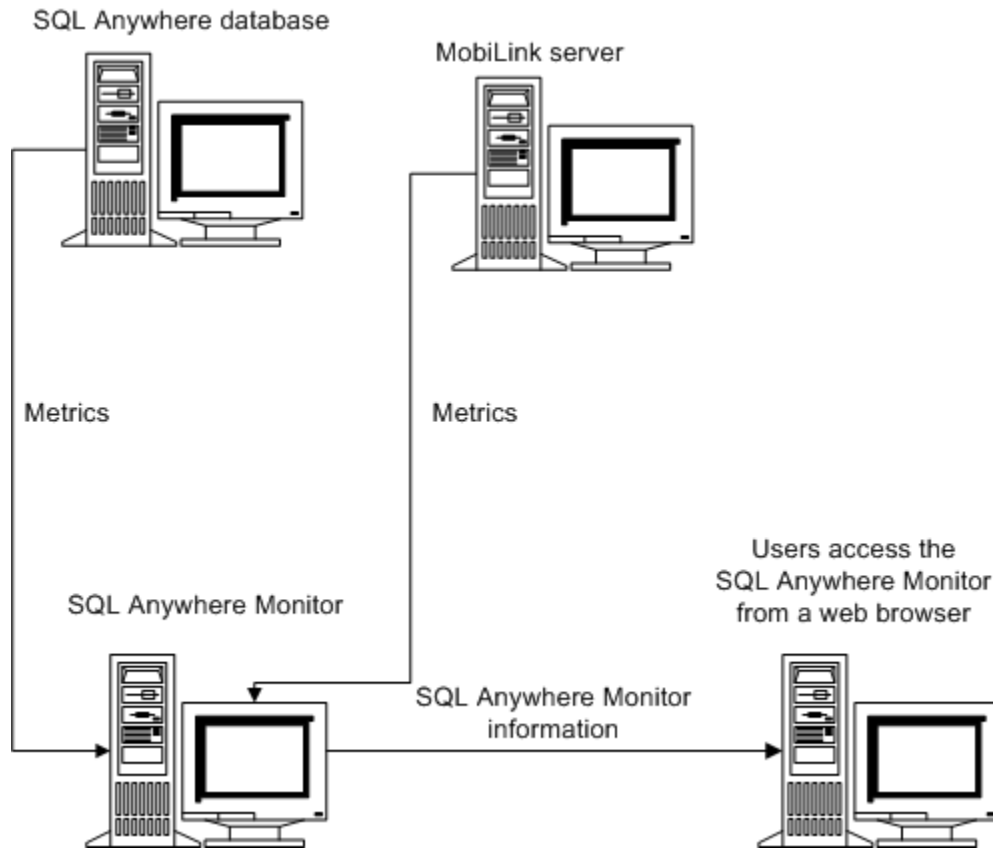 SQL Anywhere database
MobiLink server
Metrics
Metrics
Users access the
SQL Anywhere Monitor
from a web browser
SQL Anywhere Monitor
SQL Anywhere Monitor
information